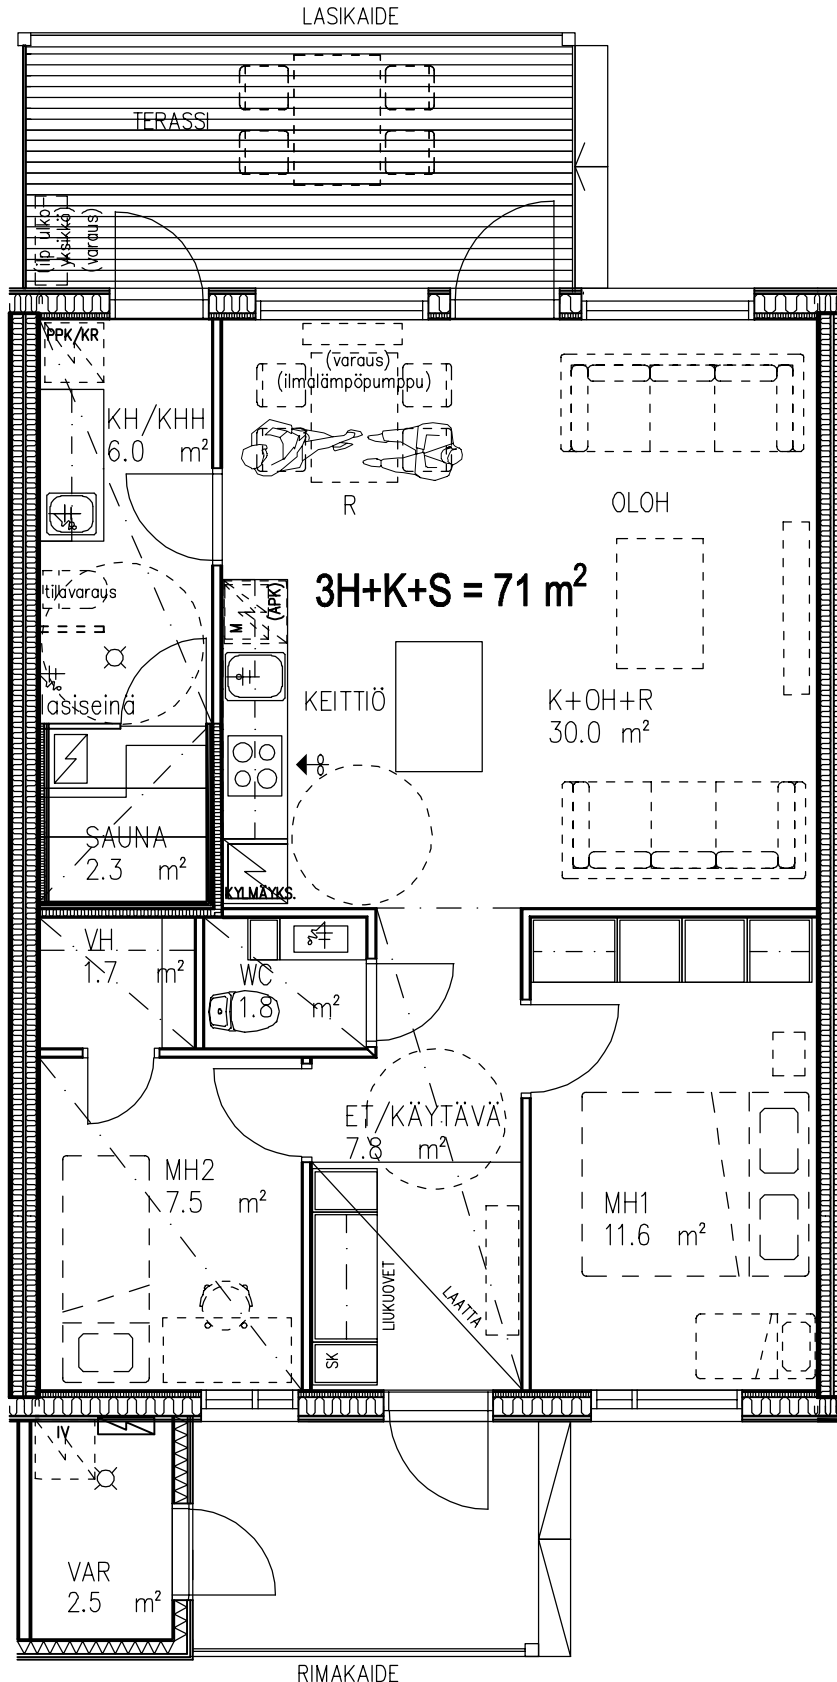 LASIKAIDE
TERASSI
(ilp ulko-
yksikkö)
(varaus)
PPK/KR
(varaus)
(ilmalämpöpumppu)
KH/KHH
6.0 m²
R
OLOH
3H+K+S = 71 m²
tilavaraus
M
(APK)
lasiseinä
KEITTIÖ
K+OH+R
30.0 m²
SAUNA
2.3 m²
KYLMÄYKS.
VH
1.7 m²
WC
1.8 m²
ET/KÄYTÄVÄ
7.8 m²
MH2
7.5 m²
MH1
11.6 m²
LIUKUOVET
LAATTA
SK
IV
VAR
2.5 m²
RIMAKAIDE